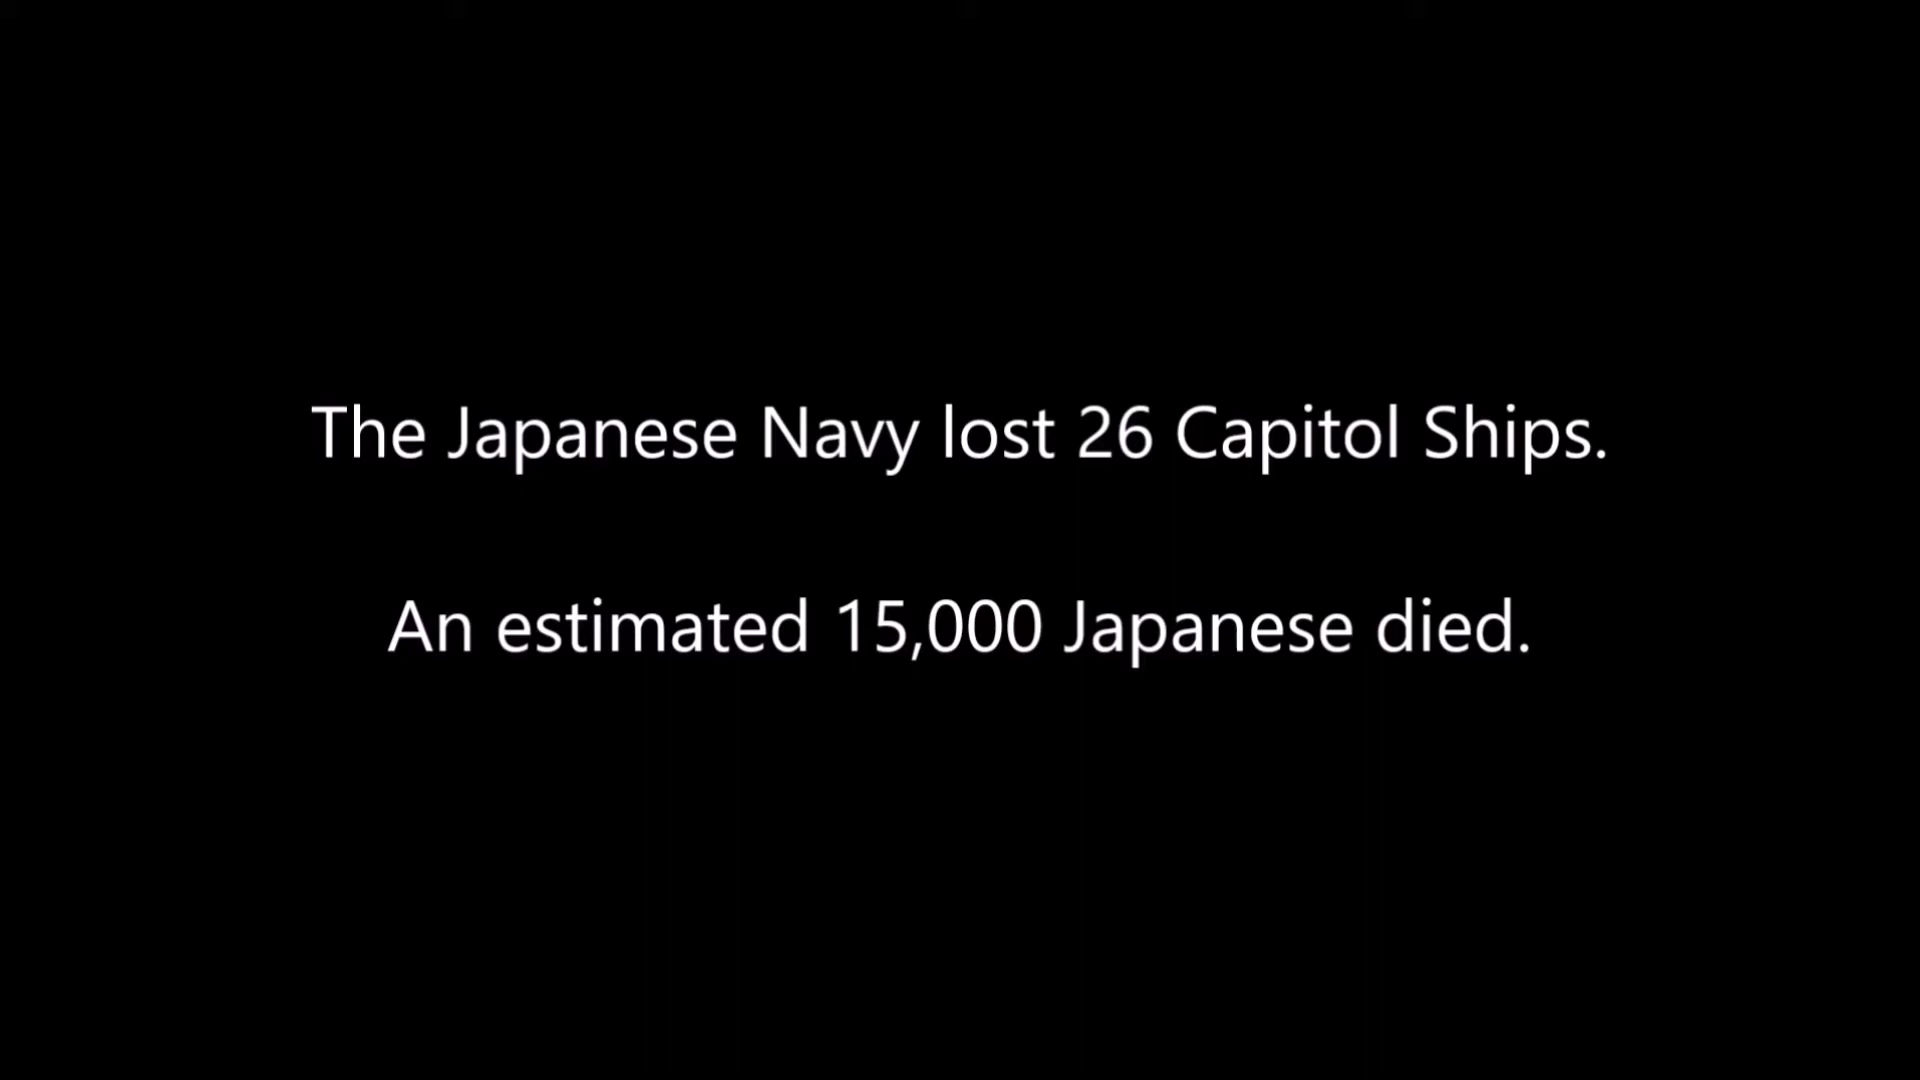 The Japanese Navy lost 26 Capitol Ships.
An estimated 15,000 Japanese died.